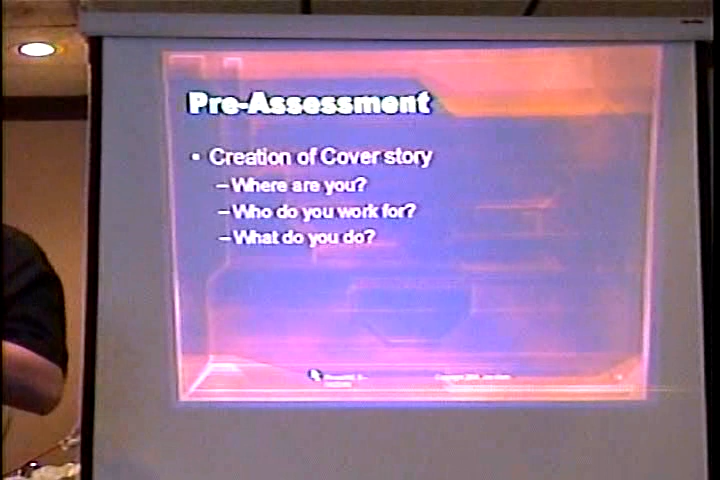 Pre-Assessment
• Creation of Cover story
– Where are you?
– Who do you work for?
– What do you do?